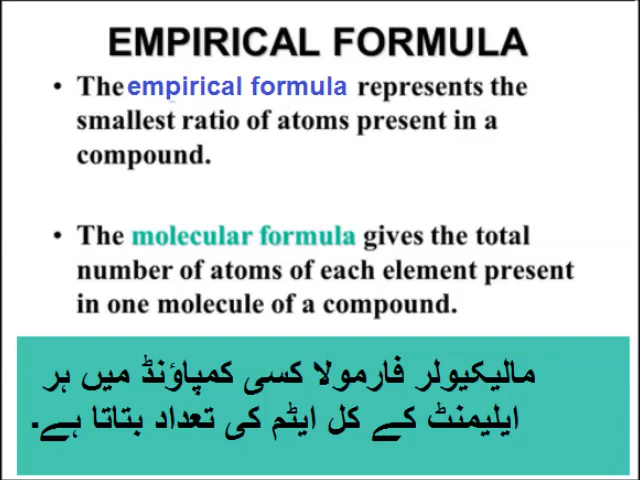 EMPIRICAL FORMULA
• The empirical formula represents the
smallest ratio of atoms present in a
compound.
• The molecular formula gives the total
number of atoms of each element present
in one molecule of a compound.
مالیکیولر فارمولا کسی کمپاؤنڈ میں ہر
ایلیمنٹ کے کل ایٹم کی تعداد بتاتا ہے۔